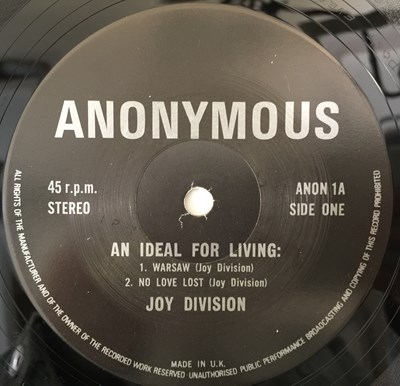 ANONYMOUS
45 r.p.m.
STEREO
ANON 1A
SIDE ONE
AN IDEAL FOR LIVING:
1. WARSAW (Joy Division)
2. NO LOVE LOST (Joy Division)
JOY DIVISION
MADE IN U.K.
ALL RIGHTS OF THE MANUFACTURER AND OF THE OWNER OF THE RECORDED WORK RESERVED UNAUTHORISED PUBLIC PERFORMANCE BROADCASTING AND COPYING OF THIS RECORD PROHIBITED